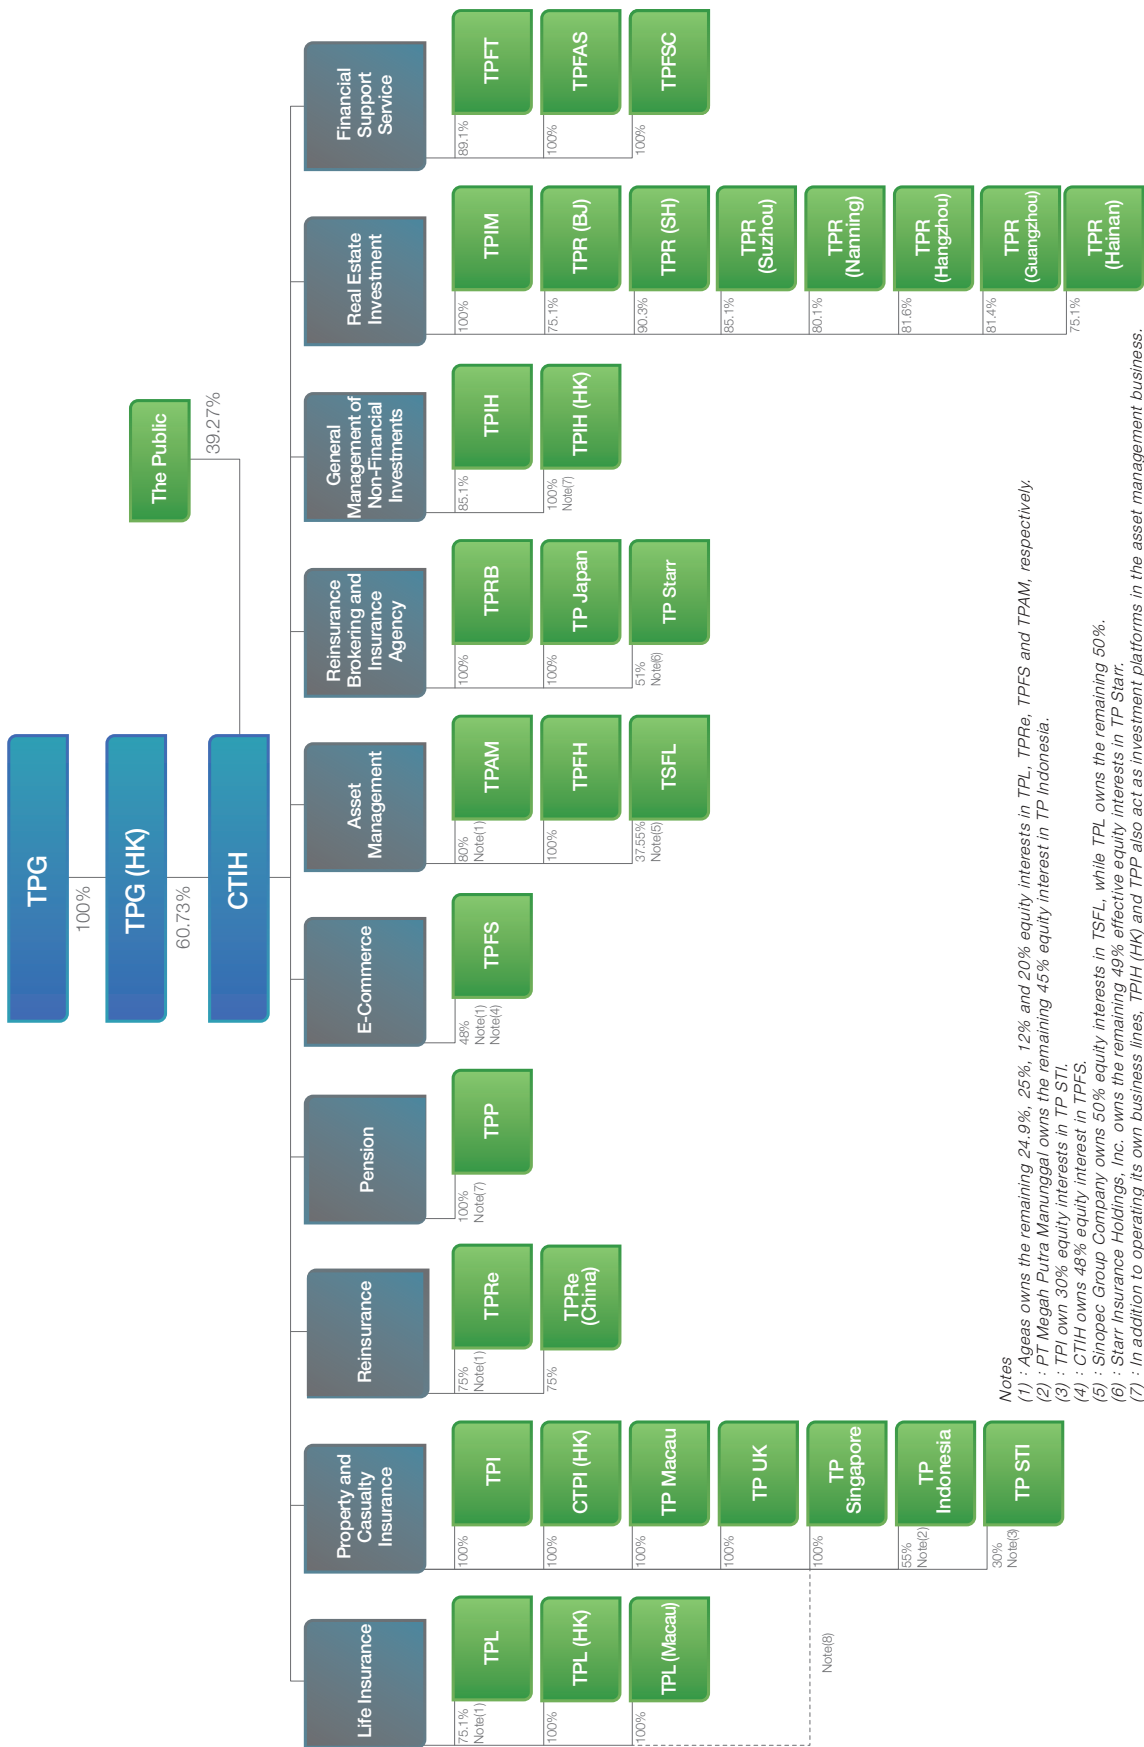 TPG
100%
TPG (HK)
60.73%
The Public
39.27%
CTIH
Life Insurance
75.1%
Note(1)
TPL
100%
TPL (HK)
100%
TPL (Macau)
Note(8)
Property and
Casualty
Insurance
100%
TPI
100%
CTPI (HK)
100%
TP Macau
100%
TP UK
100%
TP
Singapore
55%
Note(2)
TP
Indonesia
30%
Note(3)
TP STI
Reinsurance
75%
Note(1)
TPRe
75%
TPRe
(China)
Pension
100%
Note(7)
TPP
E-Commerce
48%
Note(1)
Note(4)
TPFS
Asset
Management
80%
Note(1)
TPAM
100%
TPFH
37.55%
Note(5)
TSFL
Reinsurance
Brokering and
Insurance
Agency
100%
TPRB
100%
TP Japan
51%
Note(6)
TP Starr
General
Management of
Non-Financial
Investments
85.1%
TPIH
100%
Note(7)
TPIH (HK)
Real Estate
Investment
100%
TPIM
75.1%
TPR (BJ)
90.3%
TPR (SH)
85.1%
TPR
(Suzhou)
80.1%
TPR
(Nanning)
81.6%
TPR
(Hangzhou)
81.4%
TPR
(Guangzhou)
75.1%
TPR
(Hainan)
Financial
Support
Service
89.1%
TPFT
100%
TPFAS
100%
TPFSC
Notes
(1) : Ageas owns the remaining 24.9%, 25%, 12% and 20% equity interests in TPL, TPRe, TPFS and TPAM, respectively.
(2) : PT Megah Putra Manunggal owns the remaining 45% equity interest in TP Indonesia.
(3) : TPI own 30% equity interests in TP STI.
(4) : CTIH owns 48% equity interest in TPFS.
(5) : Sinopec Group Company owns 50% equity interests in TSFL, while TPL owns the remaining 50%.
(6) : Starr Insurance Holdings, Inc. owns the remaining 49% effective equity interests in TP Starr.
(7) : In addition to operating its own business lines, TPIH (HK) and TPP also act as investment platforms in the asset management business.